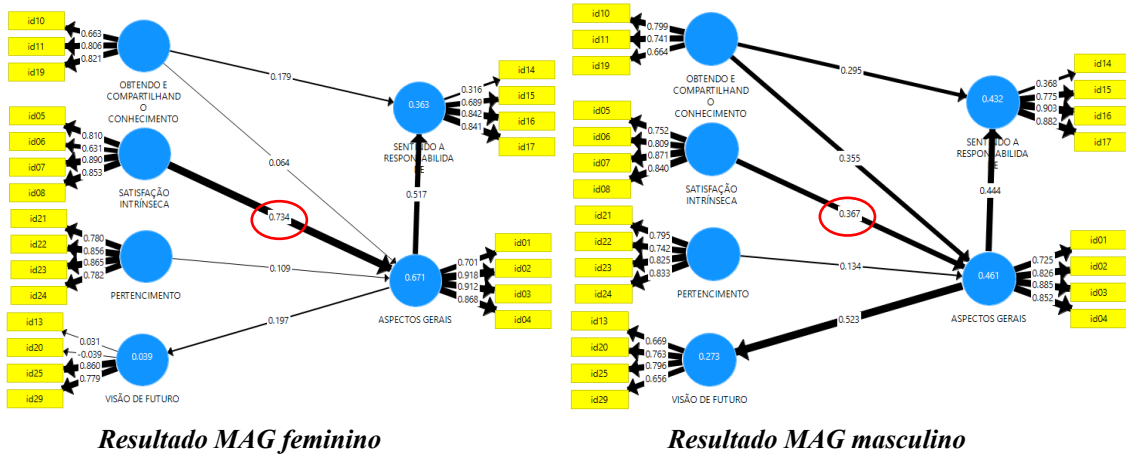 id10
id11
id19
0.663
0.806
0.821
OBTENDO E
COMPARTILHAND
O
CONHECIMENTO
id05
id06
id07
id08
0.810
0.631
0.890
0.853
SATISFAÇÃO
INTRÍNSECA
id21
id22
id23
id24
0.780
0.856
0.865
0.782
PERTENCIMENTO
id13
id20
id25
id29
0.031
-0.039
0.860
0.779
0.039
VISÃO DE FUTURO
0.179
0.064
0.734
0.109
0.197
0.517
0.363
SENTINDO A
RESPONSABILIDA
DE
0.316
0.689
0.842
0.841
id14
id15
id16
id17
0.671
ASPECTOS GERAIS
0.701
0.918
0.912
0.868
id01
id02
id03
id04
Resultado MAG feminino
id10
id11
id19
0.799
0.741
0.664
OBTENDO E
COMPARTILHAND
O
CONHECIMENTO
id05
id06
id07
id08
0.752
0.809
0.871
0.840
SATISFAÇÃO
INTRÍNSECA
id21
id22
id23
id24
0.795
0.742
0.825
0.833
PERTENCIMENTO
id13
id20
id25
id29
0.669
0.763
0.796
0.656
0.273
VISÃO DE FUTURO
0.295
0.355
0.367
0.134
0.523
0.444
0.432
SENTINDO A
RESPONSABILIDA
DE
0.368
0.775
0.903
0.882
id14
id15
id16
id17
0.461
ASPECTOS GERAIS
0.725
0.826
0.885
0.852
id01
id02
id03
id04
Resultado MAG masculino